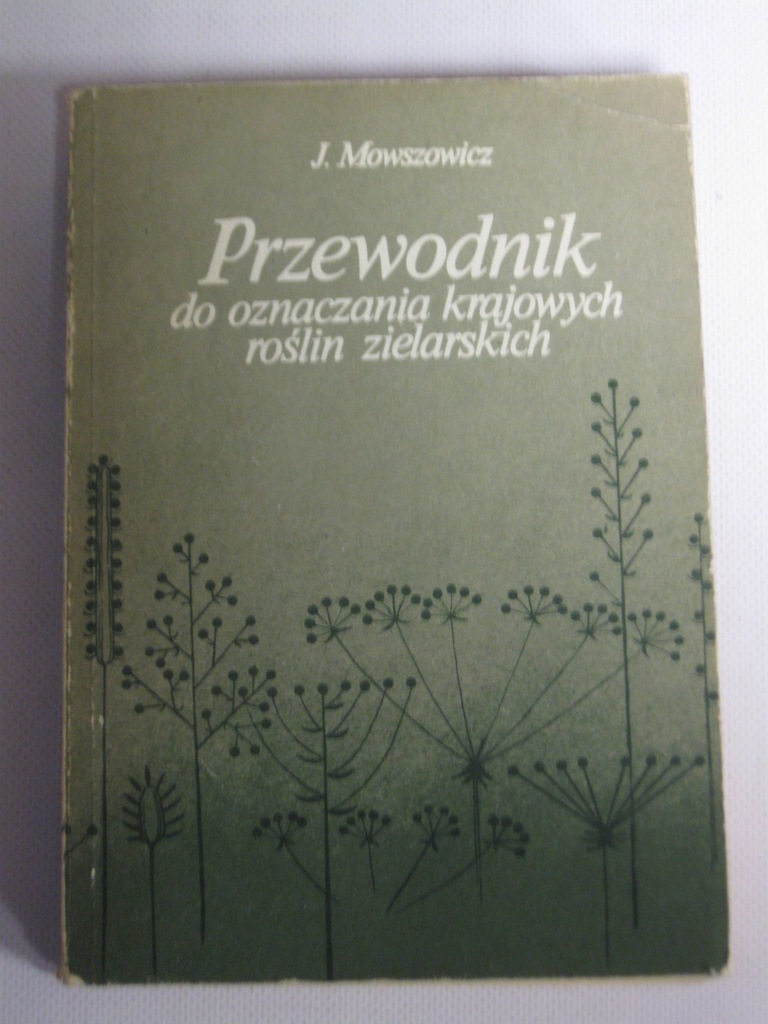 J. Mowszowicz
Przewodnik
do oznaczania krajowych
roślin zielarskich